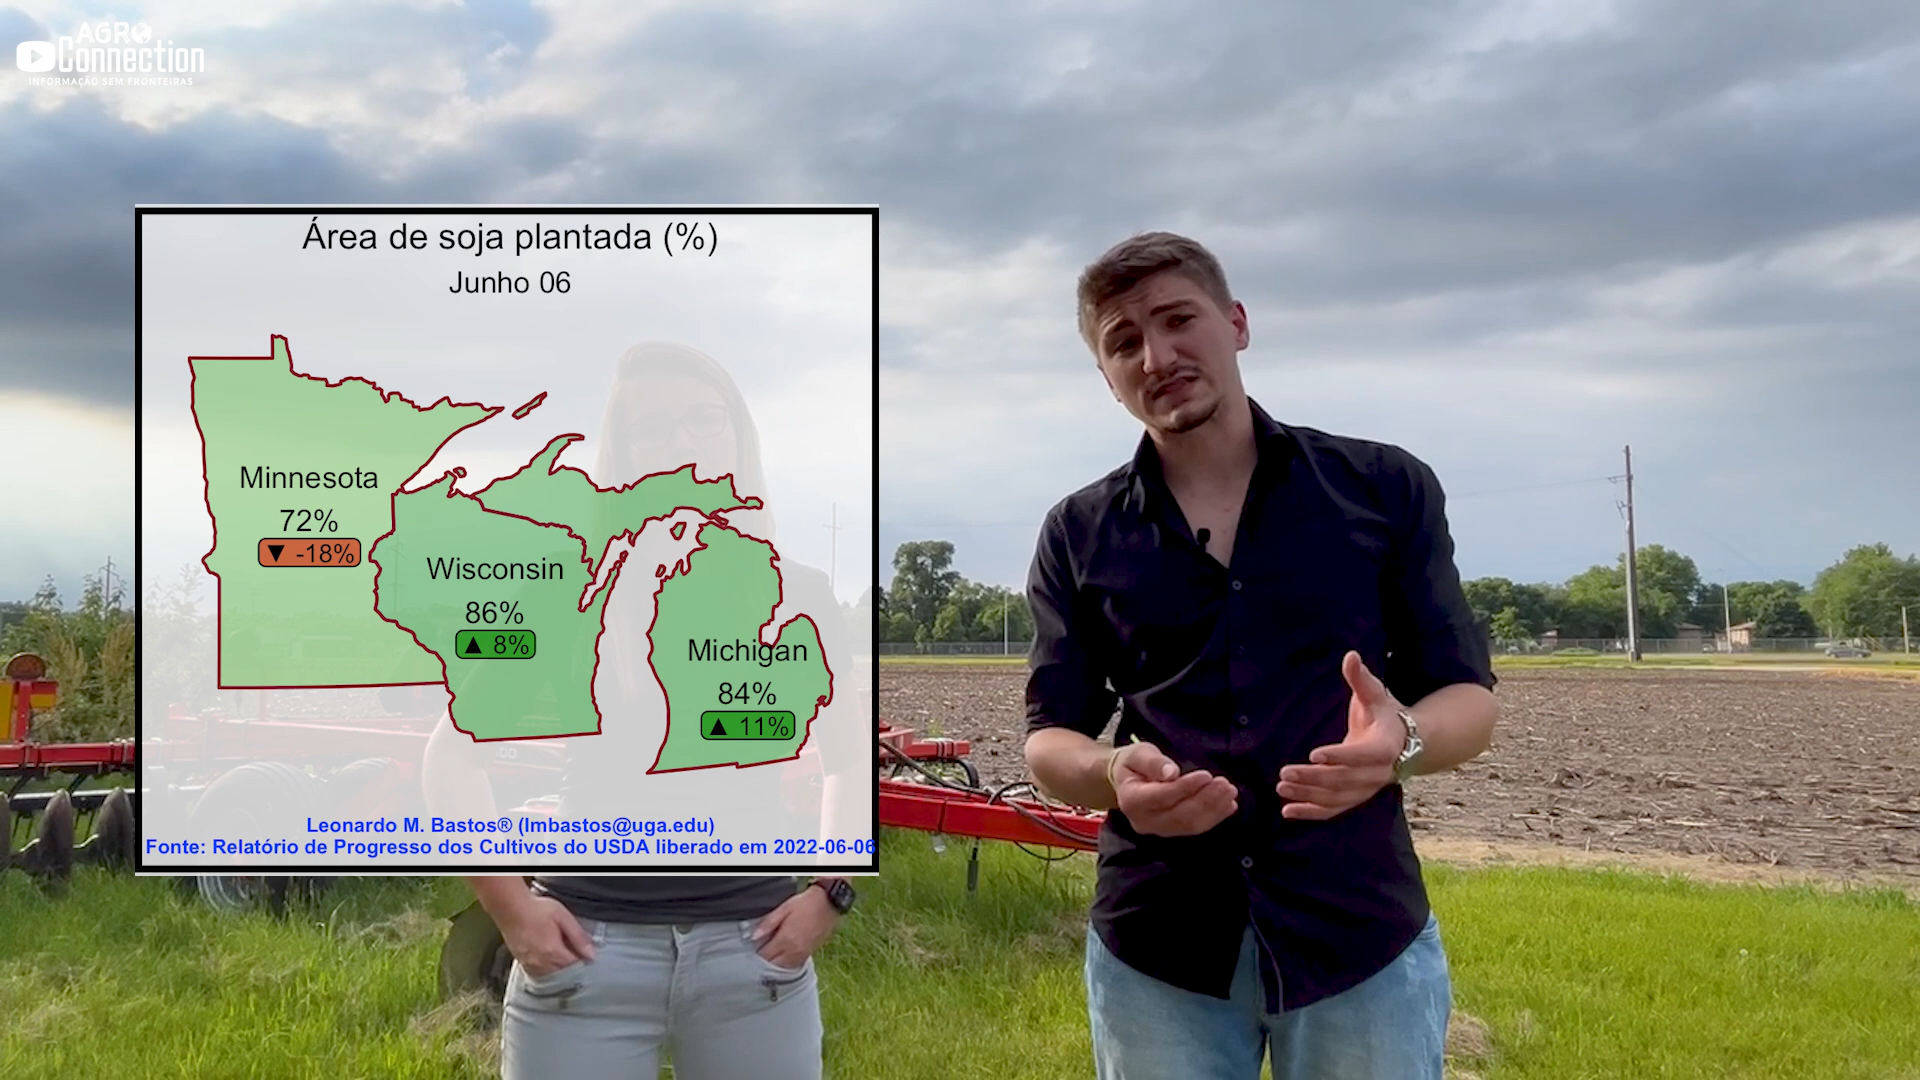 AGRO
Connection
INFORMAÇÃO SEM FRONTEIRAS
Área de soja plantada (%)
Junho 06
Minnesota
72%
▼ -18%
Wisconsin
86%
▲ 8%
Michigan
84%
▲ 11%
Leonardo M. Bastos® (lmbastos@uga.edu)
Fonte: Relatório de Progresso dos Cultivos do USDA liberado em 2022-06-06